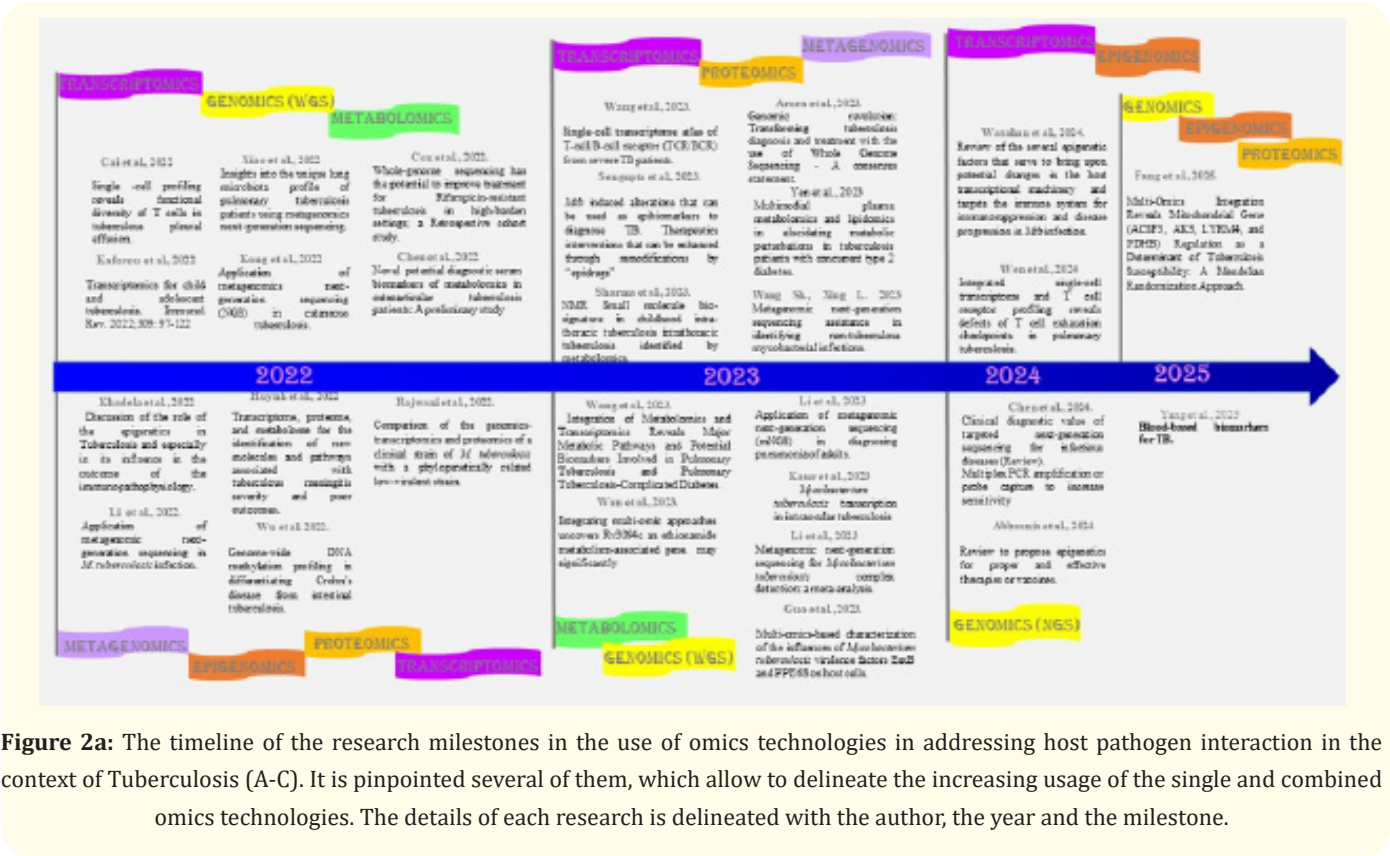 TRANSCRIPTOMICS
GENOMICS (WGS)
METABOLOMICS
Cai et al., 2022
Single -cell profiling
reveals functional
diversity of T cells in
tuberculous pleural
effusion.
Kaforou et al., 2022
Transcriptomics for child
and adolescent
tuberculosis. Immunol
Rev. 2022;309: 97-122
Xiao et al., 2022
Insights into the unique lung
microbiota profile of
pulmonary tuberculosis
patients using metagenomics
next-generation sequencing.
Kong et al., 2022
Application of
metagenomics next-
generation sequencing
(NGS) in cutaneous
tuberculosis.
Cox et al., 2022.
Whole-genome sequencing has
the potential to improve treatment
for Rifampicin-resistant
tuberculosis in high-burden
settings; a Retrospective cohort
study.
Chen et al., 2022
Novel potential diagnostic serum
biomarkers of metabolomics in
osteoarticular tuberculosis
patients: A preliminary study
TRANSCRIPTOMICS
PROTEOMICS
METAGENOMICS
Wang et al., 2023.
Single-cell transcriptome atlas of
T-cell/B-cell receptor (TCR/BCR)
from severe TB patients.
Sengupta et al., 2023.
Mtb induced alterations that can
be used as epibiomarkers to
diagnose TB. Therapeutics
interventions that can be enhanced
through modifications by
"epidrugs"
Sharma et al., 2023.
NMR Small molecule bio-
signature in childhood intra-
thoracic tuberculosis intrathoracic
tuberculosis identified by
metabolomics.
Arora et al., 2023.
Genomic revolution:
Transforming tuberculosis
diagnosis and treatment with the
use of Whole Genome
Sequencing - A consensus
statement.
Yen et al., 2023
Multimodial plasma
metabolomics and lipidomics
in elucidating metabolic
perturbations in tuberculosis
patients with concurrent type 2
diabetes.
Wang Sh., Xing L. 2023
Metagenomic next-generation
sequencing assistance in
identifying non-tuberculous
mycobacterial infections.
TRANSCRIPTOMICS
EPIGENOMICS
Review of the several epigenetic
factors that serve to bring upon
potential changes in the host
transcriptional machinery and
targets the immune system for
immunosuppression and disease
progression in Mtb infection.
Wen et al., 2024
Integrated single-cell
transcriptome and T cell
receptor profiling reveals
defects of T cell exhaustion
checkpoints in pulmonary
tuberculosis.
GENOMICS
EPIGENOMICS
PROTEOMICS
Multi-Omics Integration
Reveals Mitochondrial Gene
(ACSF3, AK3, LYRM4, and
PDHB) Regulation as a
Determinant of Tuberculosis
Susceptibility: A Mendelian
Randomization Approach.
2022
2023
2024
2025
Discussion of the role of
the epigenetics in
Tuberculosis and especially
in its influence in the
outcome of the
immunopathophysiology.
Li et al., 2022.
Application of
metagenomic next-
generation sequencing in
M. tuberculosis infection.
Huynh et al., 2022
Transcriptome, proteome,
and metabolome for the
identification of new
molecules and pathways
associated with
tuberculous meningitis
severity and poor
outcomes.
Wu et al 2022.
Genome-wide DNA
methylation profiling in
differentiating Crohn's
disease from intestinal
tuberculosis.
Rajwani et al., 2022.
Comparison of the genomics-
transcriptomics and proteomics of a
clinical strain of M. tuberculosis
with a phylogenetically related
low-virulent strain.
METAGENOMICS
EPIGENOMICS
PROTEOMICS
TRANSCRIPTOMICS
Wang et al., 2023.
Integration of Metabolomics and
Transcriptomics Reveals Major
Metabolic Pathways and Potential
Biomarkers Involved in Pulmonary
Tuberculosis and Pulmonary
Tuberculosis-Complicated Diabetes.
Wan et al., 2023.
Integrating multi-omic approaches
uncovers Rv3094c an ethionamide
metabolism-associated gene. may
significantly
METABOLOMICS
GENOMICS (WGS)
Li et al., 2023
Application of metagenomic
next-generation sequencing
(mNGS) in diagnosing
pneumonia of adults.
Kaur et al., 2023
Mycobacterium
tuberculosis transcription
in intraocular tuberculosis
Li et al., 2023
Metagenomic next-generation
sequencing for Mycobacterium
tuberculosis complex
detection: a meta-analysis.
Guo et al., 2023.
Multi-omics-based characterization
of the influences of Mycobacterium
tuberculosis virulence factors EsxB
and PPE68 on host cells.
Chen et al., 2024.
Clinical diagnostic value of
targeted next-generation
sequencing for infectious
diseases (Review).
Multiplex PCR amplification or
probe capture to increase
sensitivity
Review to propose epigenetics
for proper and effective
therapies or vaccines.
GENOMICS (NGS)
Yang et al., 2025
Blood-based biomarkers
for TB.
Figure 2a: The timeline of the research milestones in the use of omics technologies in addressing host pathogen interaction in the
context of Tuberculosis (A-C). It is pinpointed several of them, which allow to delineate the increasing usage of the single and combined
omics technologies. The details of each research is delineated with the author, the year and the milestone.